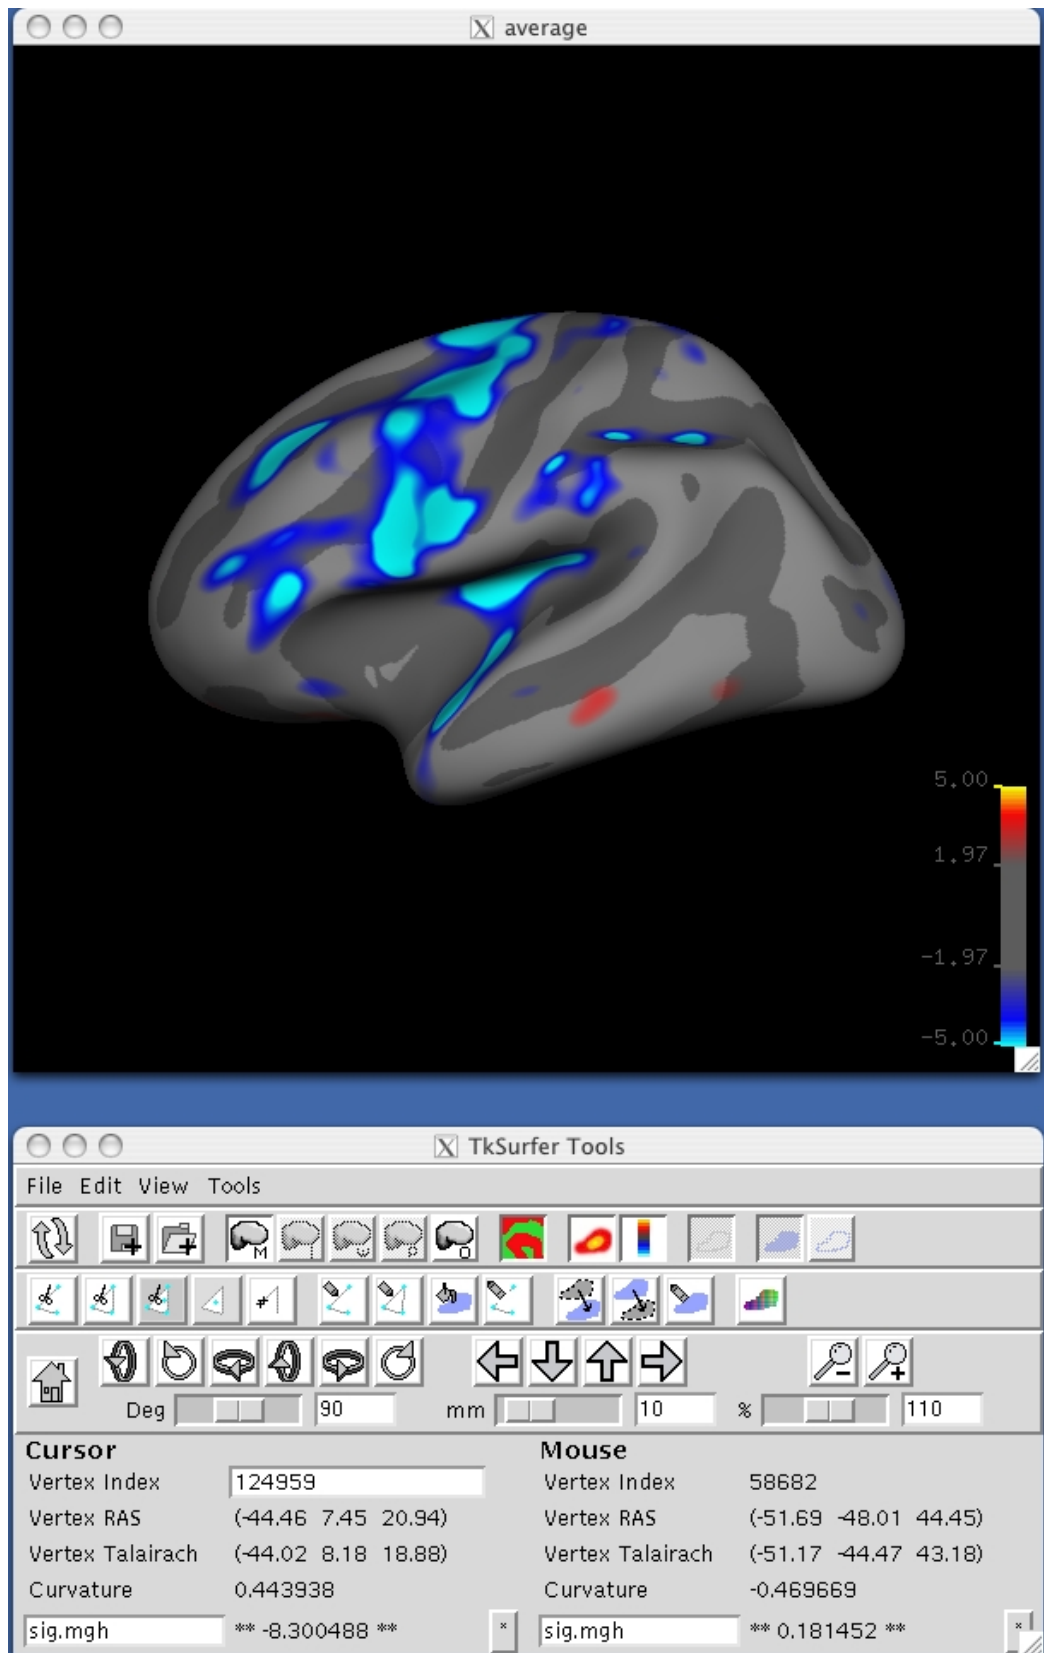 average
5.00
1.97
-1.97
-5.00
TkSurfer Tools
File Edit View Tools
Deg 90 mm 10 % 110
Cursor Mouse
Vertex Index 124959 Vertex Index 58682
Vertex RAS (-44.46 7.45 20.94) Vertex RAS (-51.69 -48.01 44.45)
Vertex Talairach (-44.02 8.18 18.88) Vertex Talairach (-51.17 -44.47 43.18)
Curvature 0.443938 Curvature -0.469669
sig.mgh ** -8.300488 ** * sig.mgh ** 0.181452 ** *